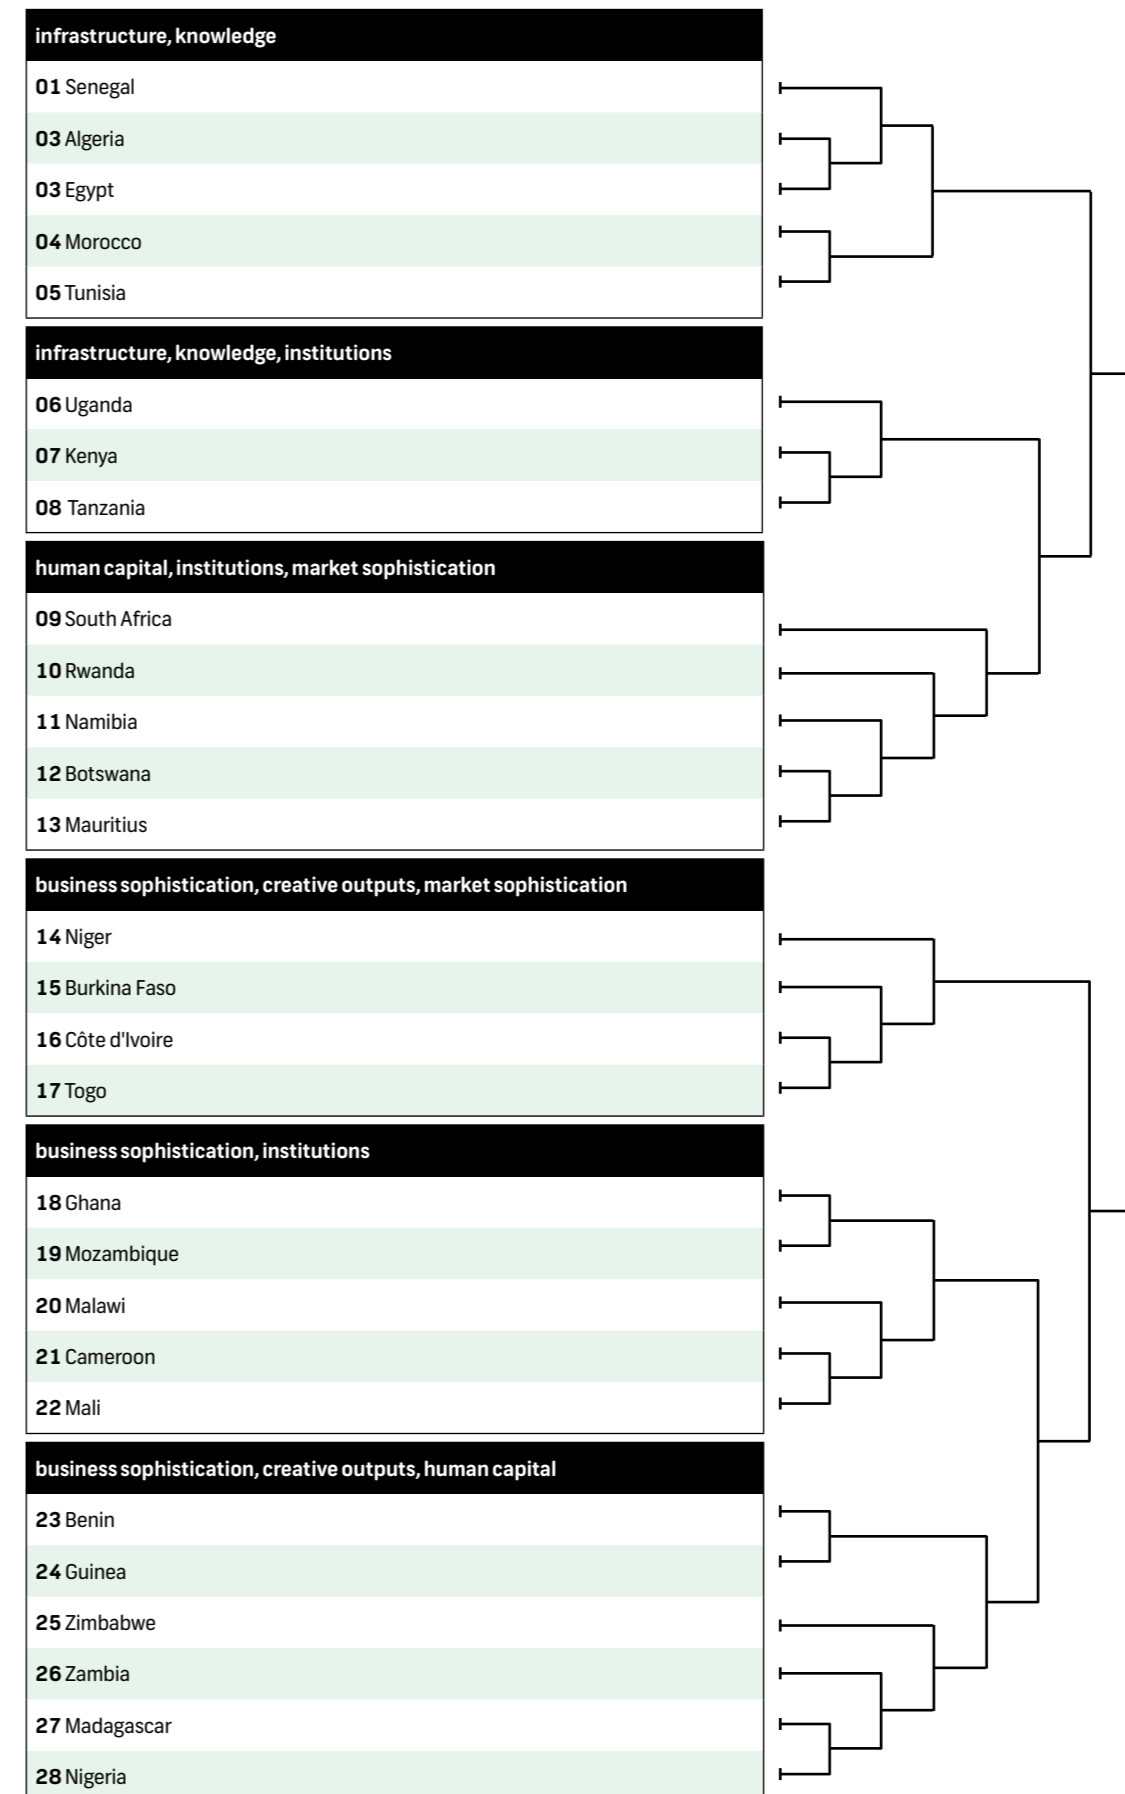 infrastructure, knowledge
01 Senegal
03 Algeria
03 Egypt
04 Morocco
05 Tunisia
infrastructure, knowledge, institutions
06 Uganda
07 Kenya
08 Tanzania
human capital, institutions, market sophistication
09 South Africa
10 Rwanda
11 Namibia
12 Botswana
13 Mauritius
business sophistication, creative outputs, market sophistication
14 Niger
15 Burkina Faso
16 Côte d'Ivoire
17 Togo
business sophistication, institutions
18 Ghana
19 Mozambique
20 Malawi
21 Cameroon
22 Mali
business sophistication, creative outputs, human capital
23 Benin
24 Guinea
25 Zimbabwe
26 Zambia
27 Madagascar
28 Nigeria